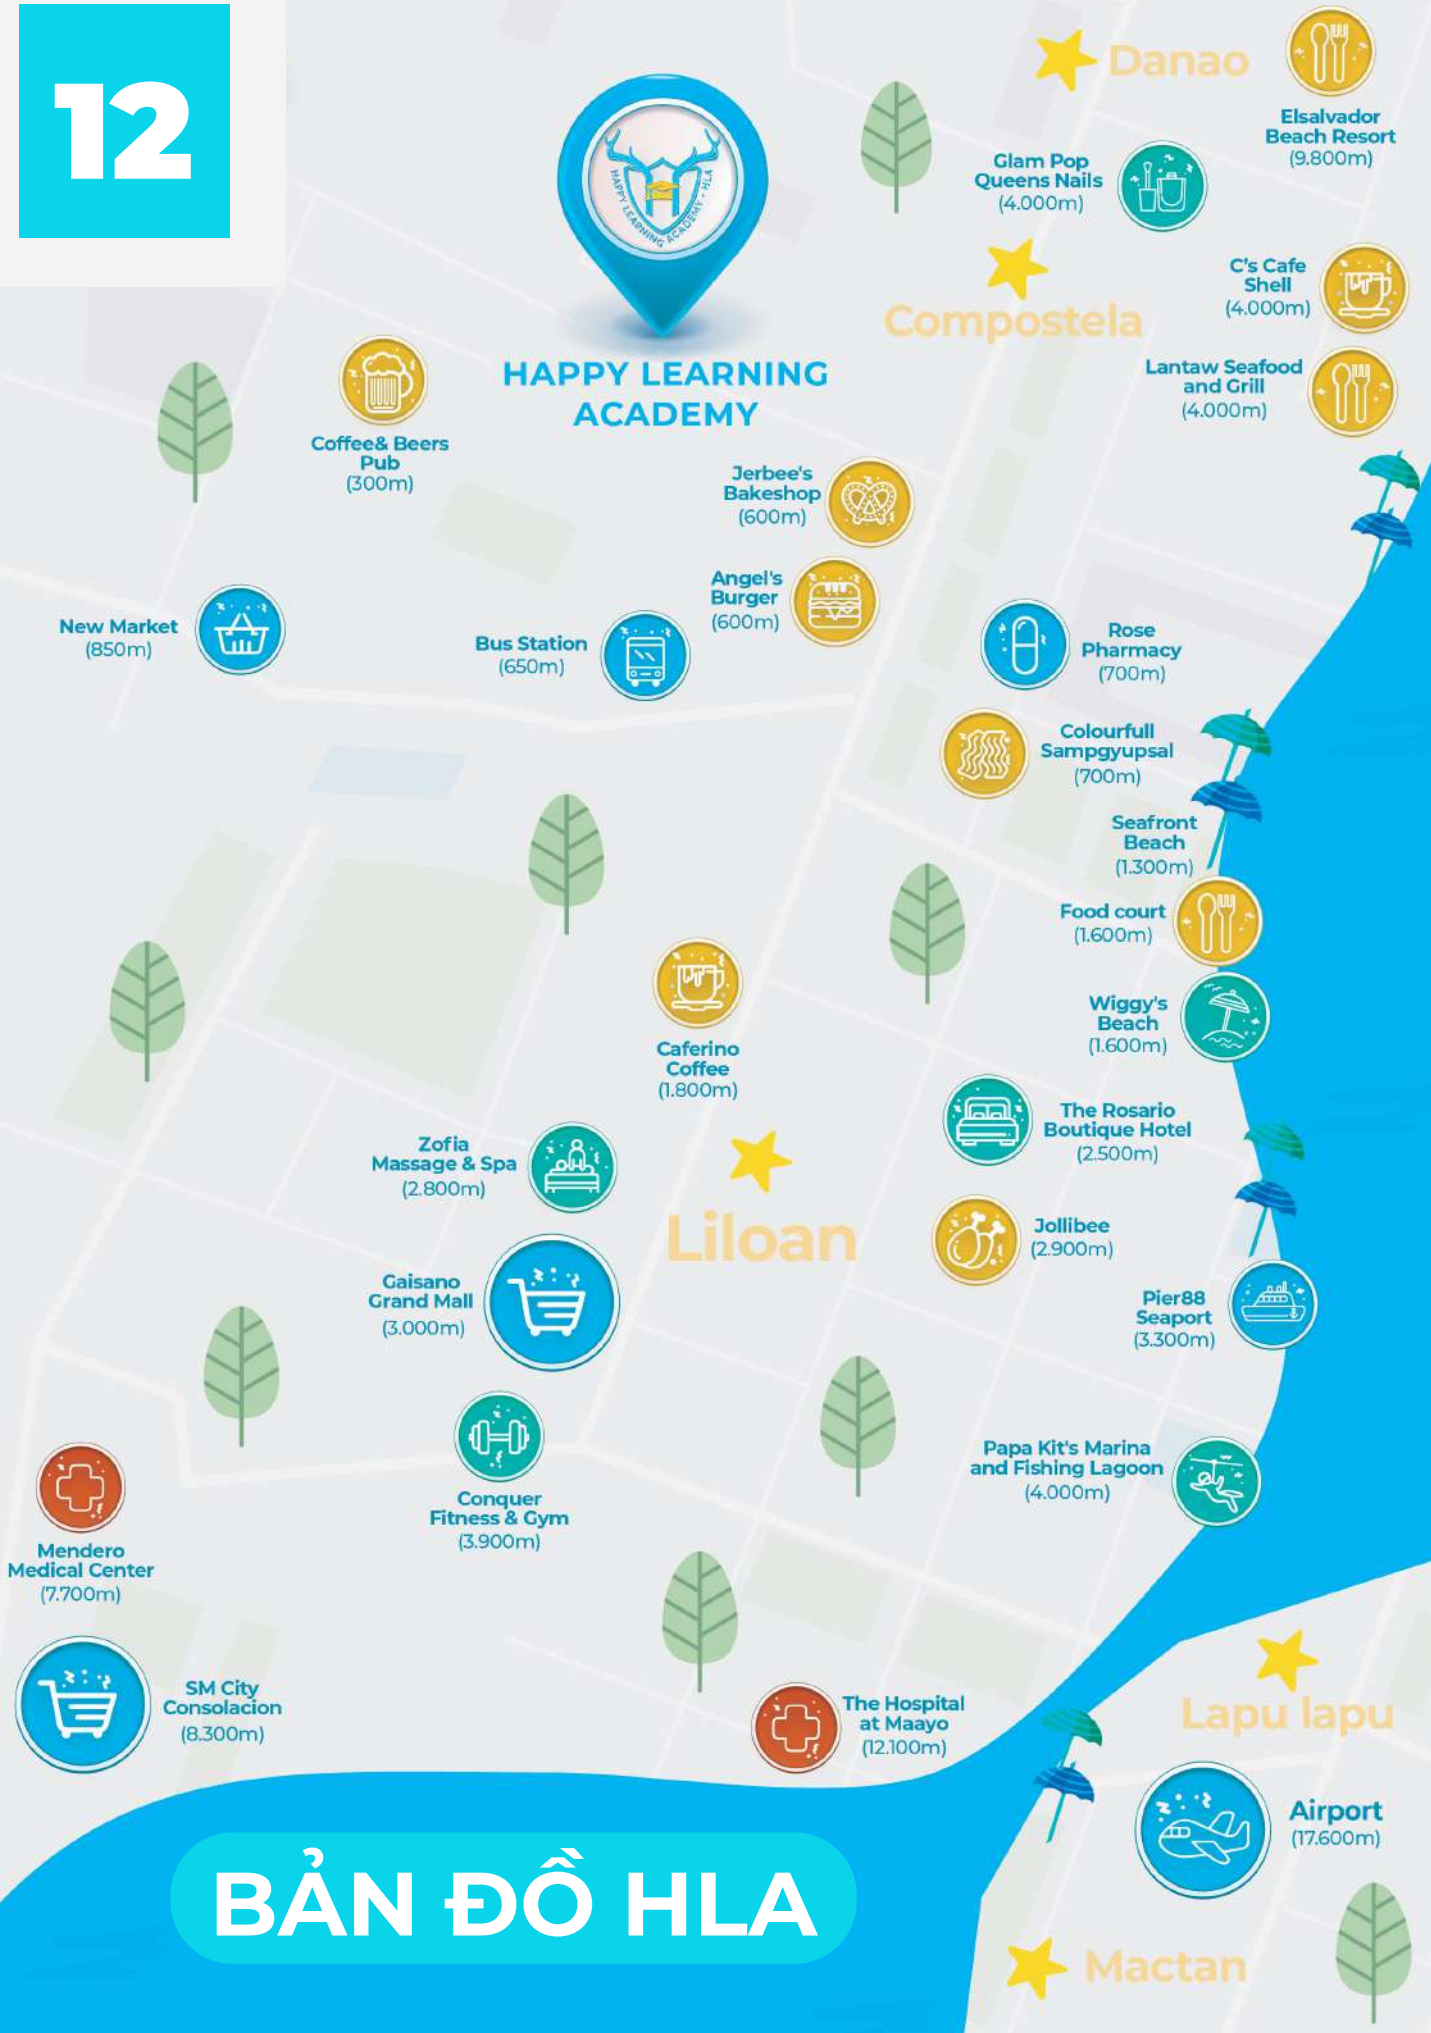 12
Danao
Elsalvador
Beach Resort
(9.800m)
Glam Pop
Queens Nails
(4.000m)
HAPPY LEARNING ACADEMY - HLA
C's Cafe
Shell
(4.000m)
Compostela
Lantaw Seafood
and Grill
(4.000m)
HAPPY LEARNING
ACADEMY
Coffee& Beers
Pub
(300m)
Jerbee's
Bakeshop
(600m)
Angel's
Burger
(600m)
New Market
(850m)
Bus Station
(650m)
Rose
Pharmacy
(700m)
Colourfull
Sampgyupsal
(700m)
Seafront
Beach
(1.300m)
Food court
(1.600m)
Wiggy's
Beach
(1.600m)
Caferino
Coffee
(1.800m)
The Rosario
Boutique Hotel
(2.500m)
Zofia
Massage & Spa
(2.800m)
Liloan
Jollibee
(2.900m)
Gaisano
Grand Mall
(3.000m)
Pier88
Seaport
(3.300m)
Papa Kit's Marina
and Fishing Lagoon
(4.000m)
Conquer
Fitness & Gym
(3.900m)
Mendero
Medical Center
(7.700m)
SM City
Consolacion
(8.300m)
The Hospital
at Maayo
(12.100m)
Lapu lapu
Airport
(17.600m)
BẢN ĐỒ HLA
Mactan